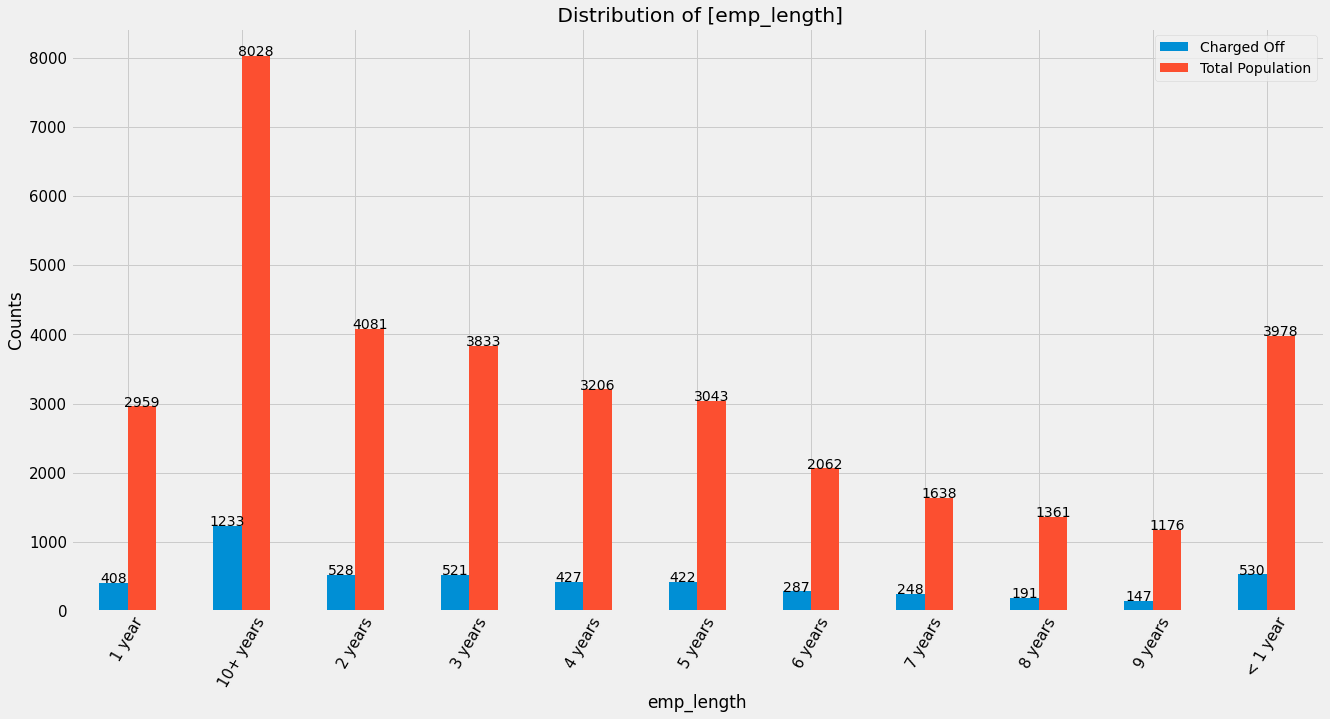 Distribution of [emp_length]
Charged Off
Total Population
Counts
8000
7000
6000
5000
4000
3000
2000
1000
0
408
2959
1233
8028
528
4081
521
3833
427
3206
422
3043
287
2062
248
1638
191
1361
147
1176
530
3978
1 year
10+ years
2 years
3 years
4 years
5 years
6 years
7 years
8 years
9 years
< 1 year
emp_length